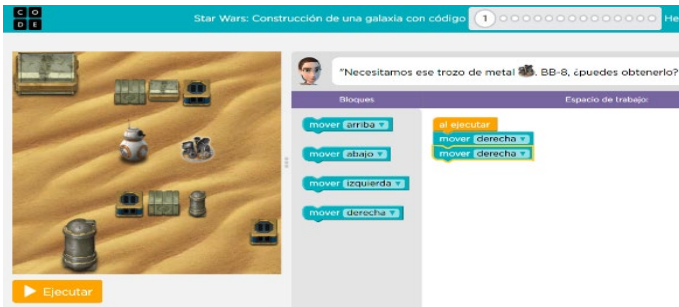 C O
D E
Star Wars: Construcción de una galaxia con código
1
He
"Necesitamos ese trozo de metal . BB-8, ¿puedes obtenerlo?
Bloques
Espacio de trabajo:
mover arriba
mover abajo
mover izquierda
mover derecha
al ejecutar
mover derecha
mover derecha
Ejecutar